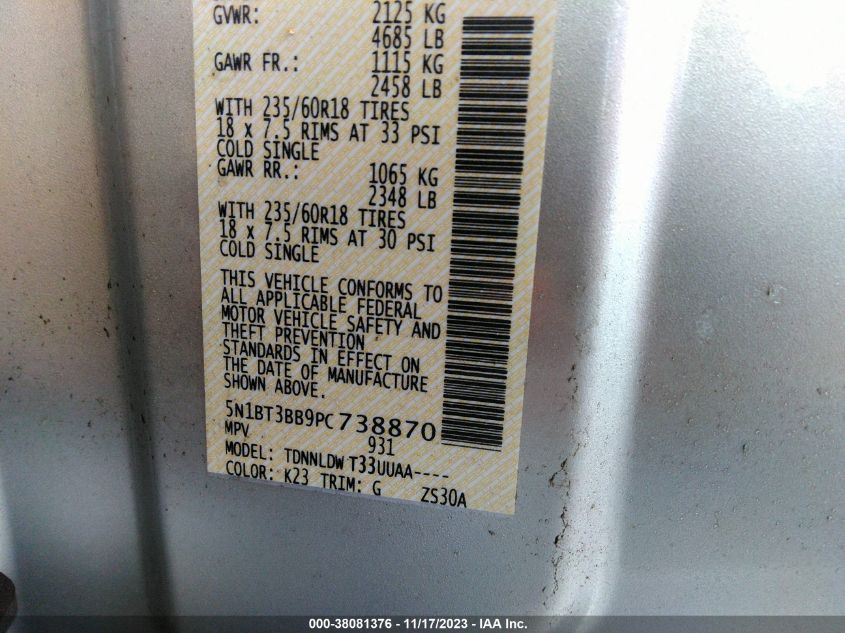 GVWR: 2125 KG
4685 LB
GAWR FR.: 1115 KG
2458 LB
WITH 235/60R18 TIRES
18 x 7.5 RIMS AT 33 PSI
COLD SINGLE
GAWR RR.: 1065 KG
2348 LB
WITH 235/60R18 TIRES
18 x 7.5 RIMS AT 30 PSI
COLD SINGLE
THIS VEHICLE CONFORMS TO
ALL APPLICABLE FEDERAL
MOTOR VEHICLE SAFETY AND
THEFT PREVENTION
STANDARDS IN EFFECT ON
THE DATE OF MANUFACTURE
SHOWN ABOVE.
5N1BT3BB9PC738870
MPV 931
MODEL: TDNNLDW T33UUAA----
COLOR: K23 TRIM: G ZS30A
000-38081376 - 11/17/2023 - IAA Inc.